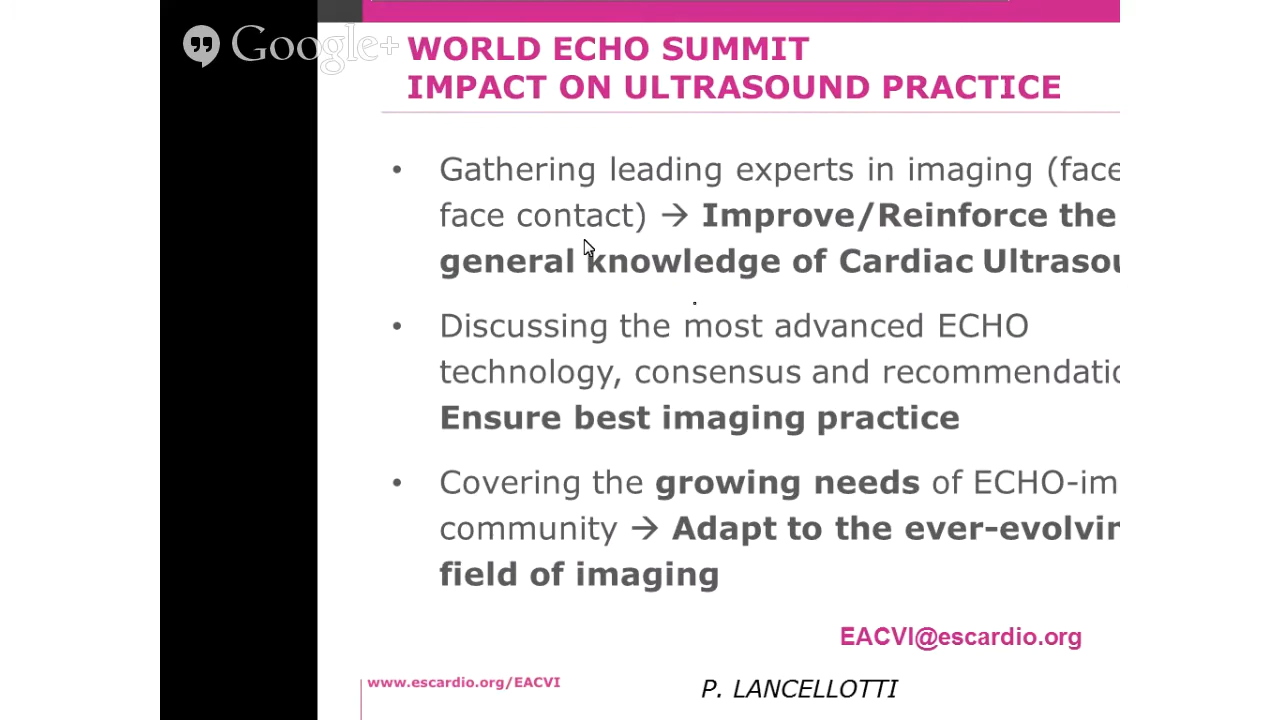 Google+
WORLD ECHO SUMMIT
IMPACT ON ULTRASOUND PRACTICE
• Gathering leading experts in imaging (face
face contact) → Improve/Reinforce the
general knowledge of Cardiac Ultrasou
• Discussing the most advanced ECHO
technology, consensus and recommendatio
Ensure best imaging practice
• Covering the growing needs of ECHO-im
community → Adapt to the ever-evolvin
field of imaging
EACVI@escardio.org
www.escardio.org/EACVI
P. LANCELLOTTI